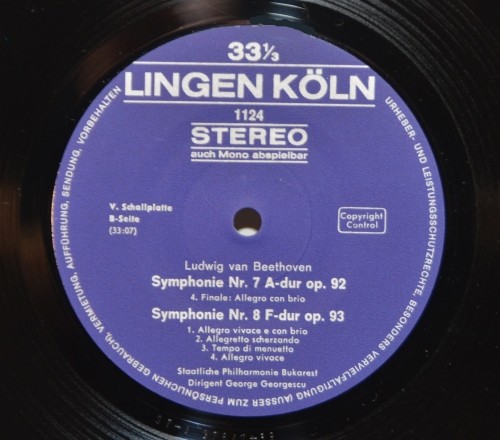 33⅓
LINGEN KÖLN
1124
STEREO
auch Mono abspielbar
V. Schallplatte
B-Seite
(33:07)
Copyright
Control
Ludwig van Beethoven
Symphonie Nr. 7 A-dur op. 92
4. Finale: Allegro con brio
Symphonie Nr. 8 F-dur op. 93
1. Allegro vivace e con brio
2. Allegretto scherzando
3. Tempo di menuetto
4. Allegro vivace
Staatliche Philharmonie Bukarest
Dirigent George Georgescu
URHEBER- UND LEISTUNGSSCHUTZRECHTE, BESONDERS VERVIELFÄLTIGUNG (AUSSER ZUM PERSÖNLICHEN GEBRAUCH), VERMIETUNG, AUFFÜHRUNG, SENDUNG, VORBEHALTEN